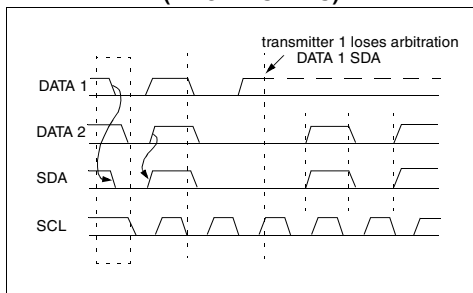 transmitter 1 loses arbitration
DATA 1 SDA
DATA 1
DATA 2
SDA
SCL